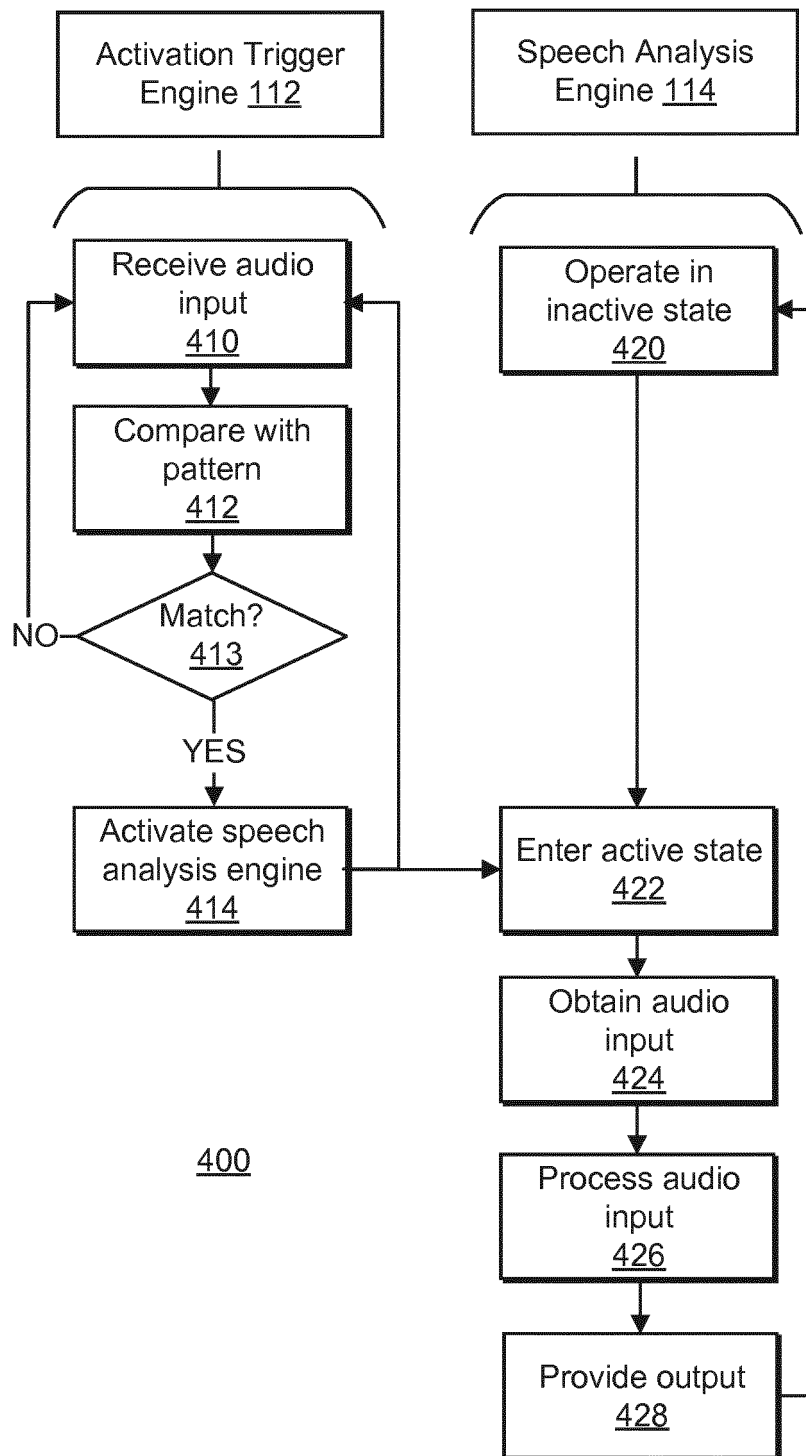 Activation Trigger
Engine 112
Speech Analysis
Engine 114
Receive audio
input
410
Compare with
pattern
412
Match?
413
NO
YES
Activate speech
analysis engine
414
Operate in
inactive state
420
Enter active state
422
Obtain audio
input
424
Process audio
input
426
Provide output
428
400